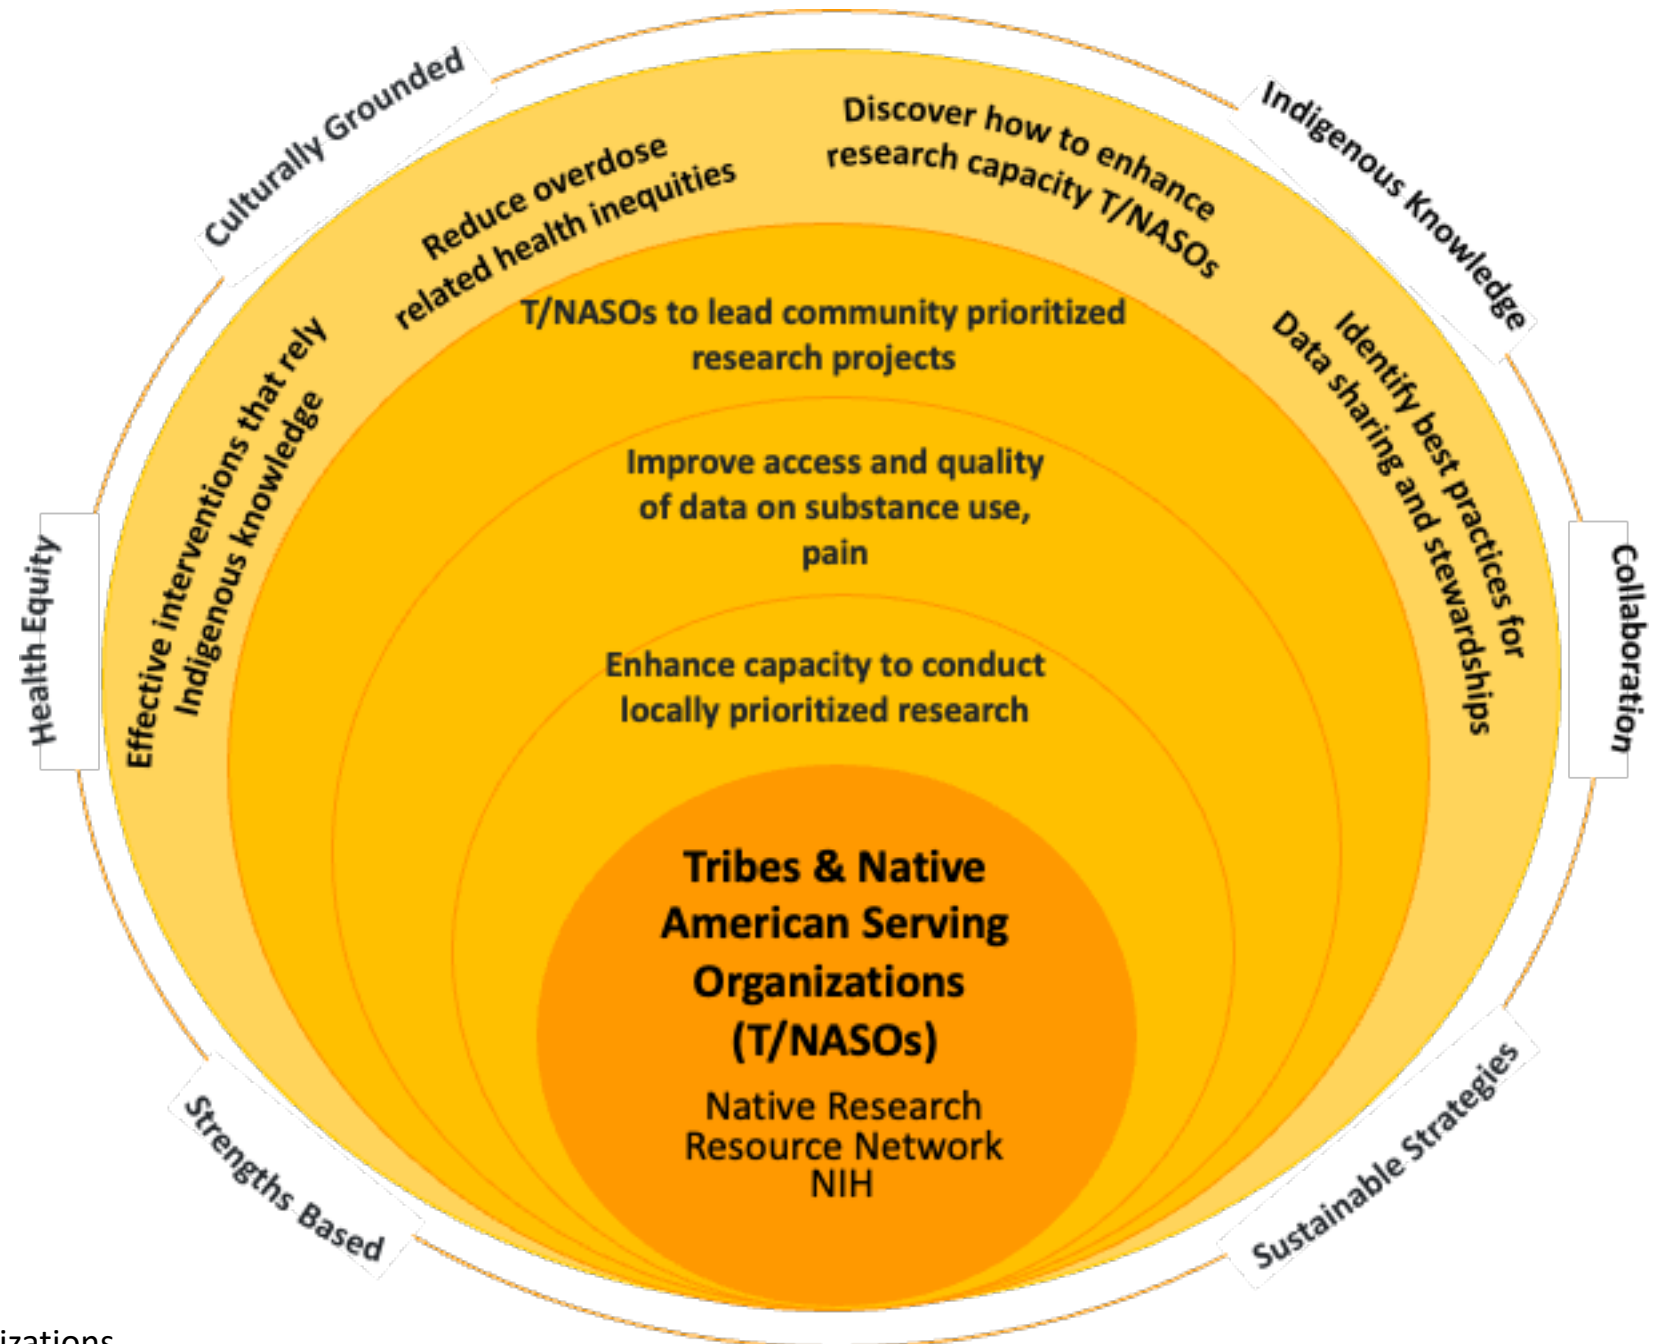 Culturally Grounded
Indigenous Knowledge
Health Equity
Collaboration
Strengths Based
Sustainable Strategies
Effective interventions that rely
Indigenous knowledge
Reduce overdose
related health inequities
Discover how to enhance
research capacity T/NASOs
Identify best practices for
Data sharing and stewardships
T/NASOs to lead community prioritized
research projects
Improve access and quality
of data on substance use,
pain
Enhance capacity to conduct
locally prioritized research
Tribes & Native
American Serving
Organizations
(T/NASOs)
Native Research
Resource Network
NIH
izations